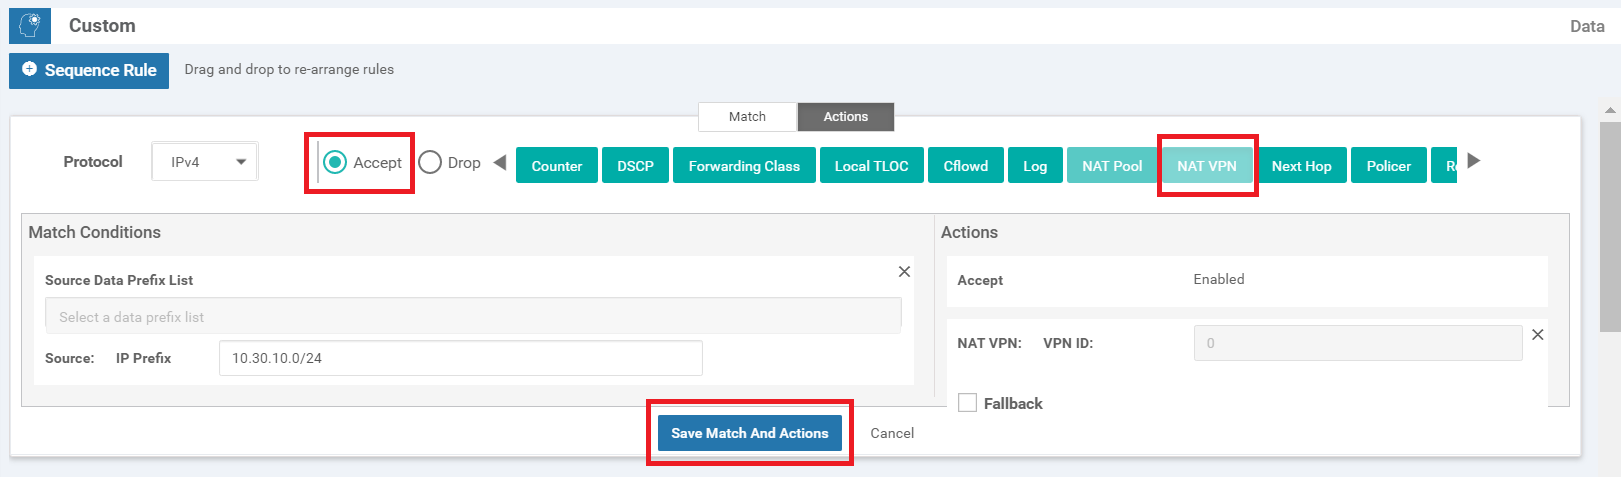 Custom
Data
Sequence Rule
Drag and drop to re-arrange rules
Match
Actions
Protocol
IPv4
Accept
Drop
Counter
DSCP
Forwarding Class
Local TLOC
Cflowd
Log
NAT Pool
NAT VPN
Next Hop
Policer
Match Conditions
Actions
Source Data Prefix List
Select a data prefix list
Source: IP Prefix 10.30.10.0/24
Accept Enabled
NAT VPN: VPN ID: 0
Fallback
Save Match And Actions
Cancel